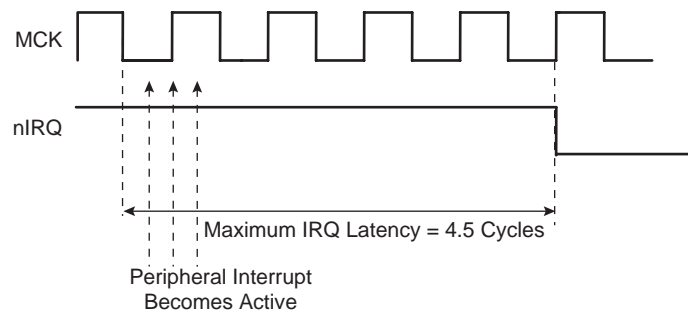 MCK
nIRQ
Maximum IRQ Latency = 4.5 Cycles
Peripheral Interrupt
Becomes Active